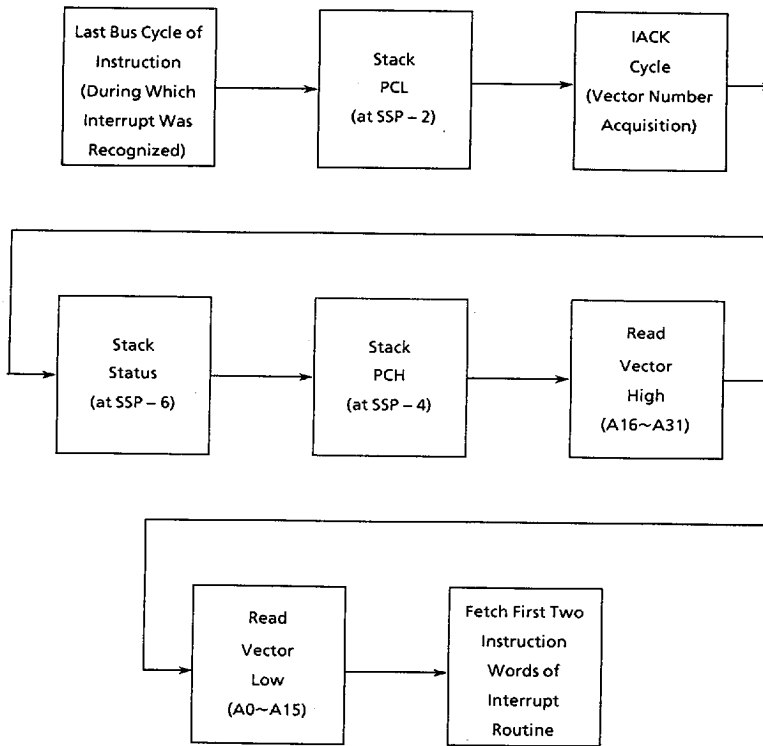 Last Bus Cycle of
Instruction
(During Which
Interrupt Was
Recognized)
Stack
PCL
(at SSP – 2)
IACK
Cycle
(Vector Number
Acquisition)
Stack
Status
(at SSP – 6)
Stack
PCH
(at SSP – 4)
Read
Vector
High
(A16~A31)
Read
Vector
Low
(A0~A15)
Fetch First Two
Instruction
Words of
Interrupt
Routine